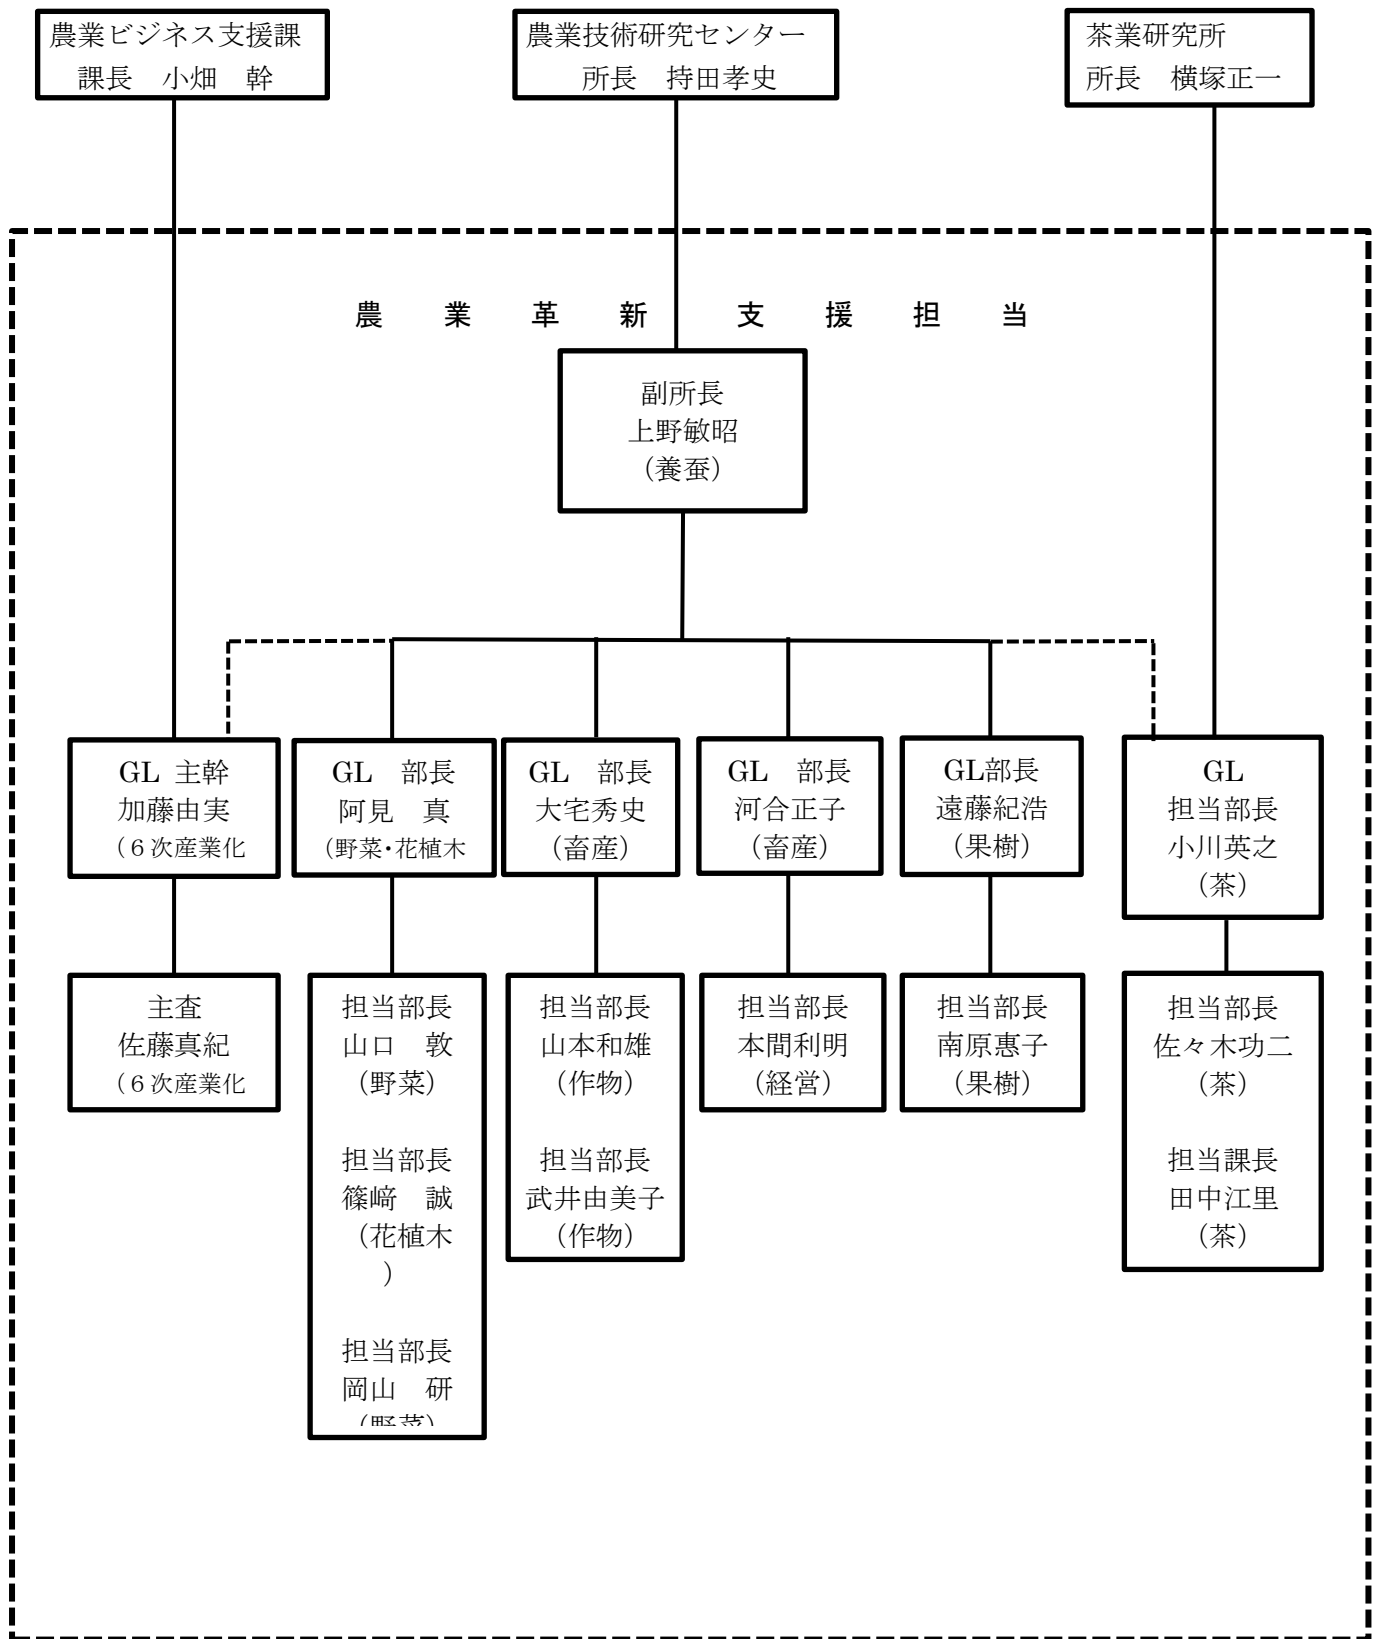 農業ビジネス支援課
課長　小畑　幹
農業技術研究センター
所長　持田孝史
茶業研究所
所長　横塚正一
農業革新支援担当
副所長
上野敏昭
（養蚕）
GL 主幹
加藤由実
（６次産業化
GL　部長
阿見　真
（野菜・花植木
GL　部長
大宅秀史
（畜産）
GL　部長
河合正子
（畜産）
GL部長
遠藤紀浩
（果樹）
GL
担当部長
小川英之
（茶）
主査
佐藤真紀
（６次産業化
担当部長
山口　敦
（野菜）
担当部長
篠﨑　誠
（花植木
）
担当部長
岡山　研
（野菜）
担当部長
山本和雄
（作物）
担当部長
武井由美子
（作物）
担当部長
本間利明
（経営）
担当部長
南原惠子
（果樹）
担当部長
佐々木功二
（茶）
担当課長
田中江里
（茶）